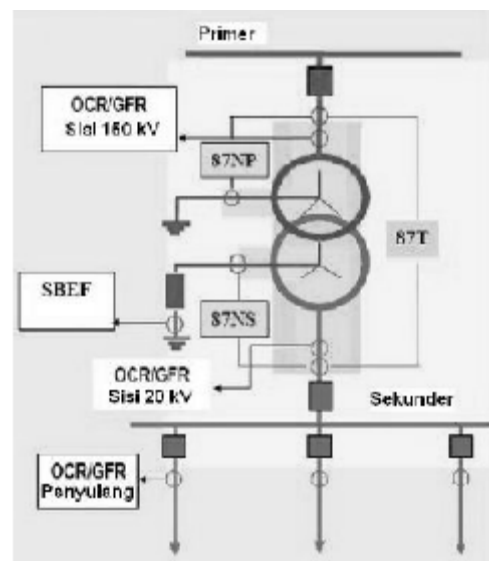 Primer
OCR/GFR
Sisi 150 kV
87NP
87T
SBEF
87NS
OCR/GFR
Sisi 20 kV
Sekunder
OCR/GFR
Penyulang